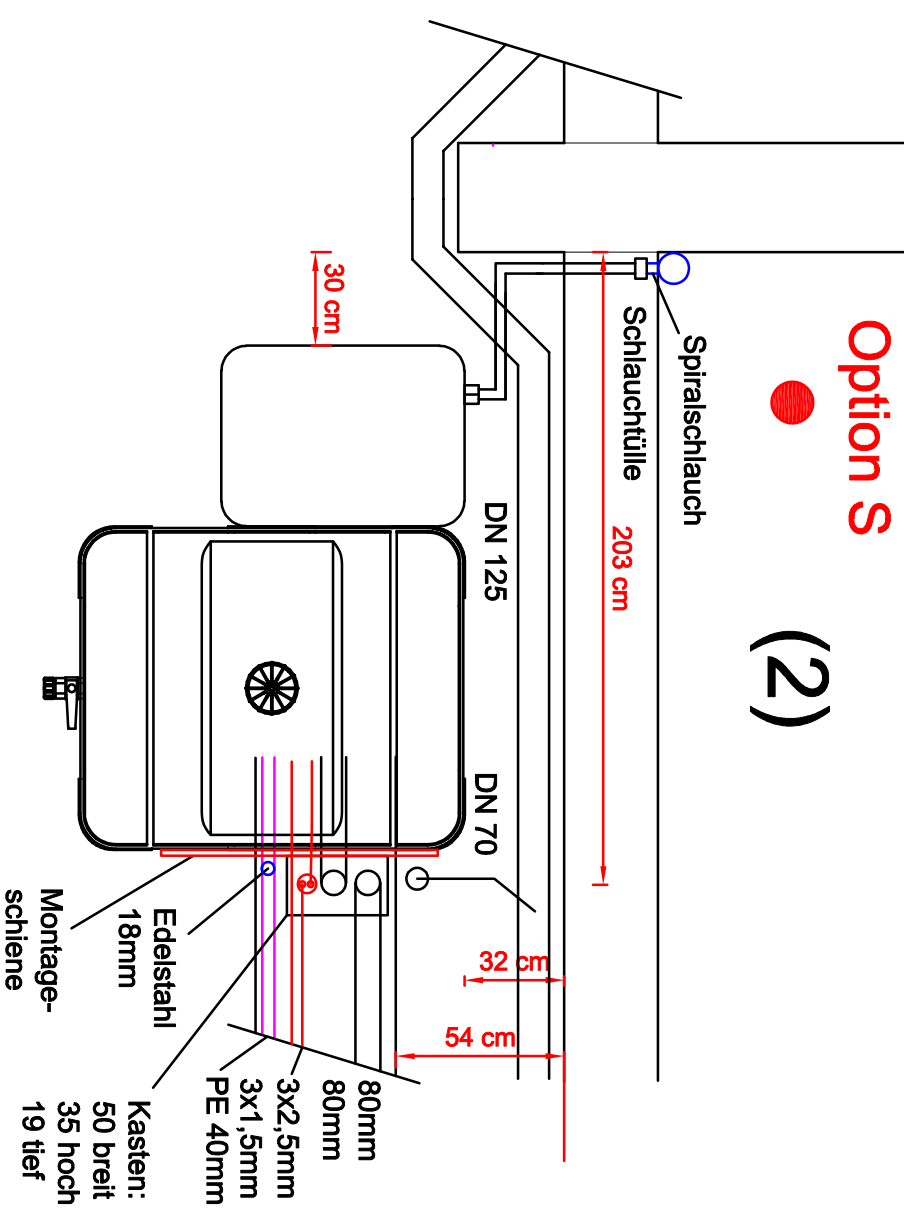 Option S
(2)
Spiralschlauch
Schlauchtülle
203 cm
30 cm
DN 125
DN 70
32 cm
54 cm
80mm
80mm
3x2,5mm
3x1,5mm
PE 40mm
Edelstahl
18mm
Montage-
schiene
Kasten:
50 breit
35 hoch
19 tief